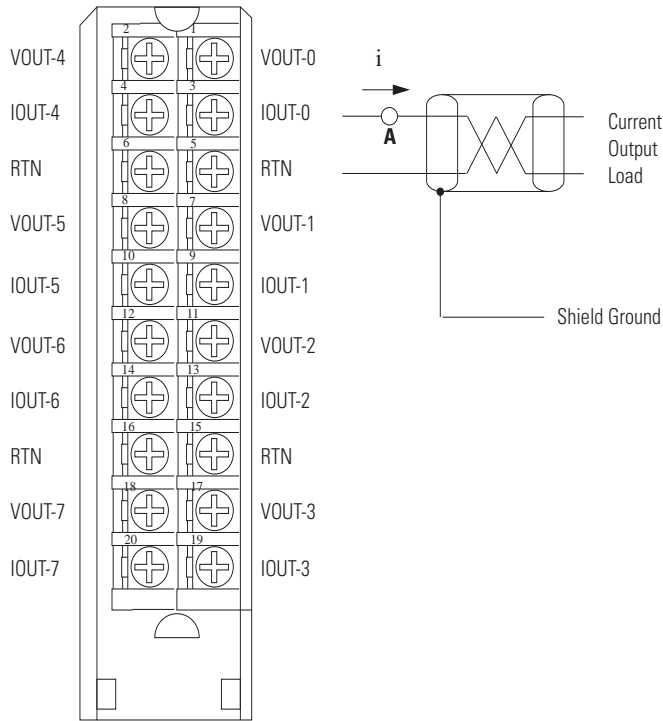 2 1
VOUT-4 VOUT-0 i
4 3
IOUT-4 IOUT-0 A Current
Output
6 5
RTN RTN Load
8 7
VOUT-5 VOUT-1
10 9
IOUT-5 IOUT-1
Shield Ground
12 11
VOUT-6 VOUT-2
14 13
IOUT-6 IOUT-2
16 15
RTN RTN
18 17
VOUT-7 VOUT-3
20 19
IOUT-7 IOUT-3